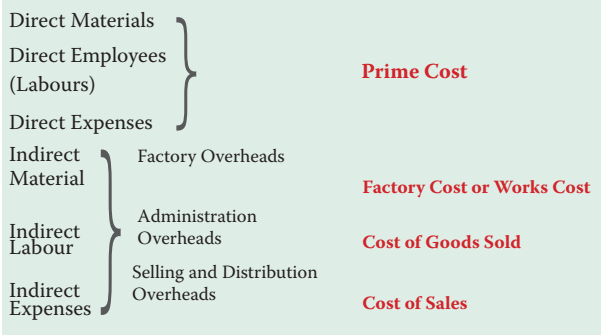 Direct Materials
Direct Employees
(Labours)
Prime Cost
Direct Expenses
Indirect
Material
Factory Overheads
Factory Cost or Works Cost
Indirect
Labour
Administration
Overheads
Cost of Goods Sold
Selling and Distribution
Overheads
Indirect
Expenses
Cost of Sales